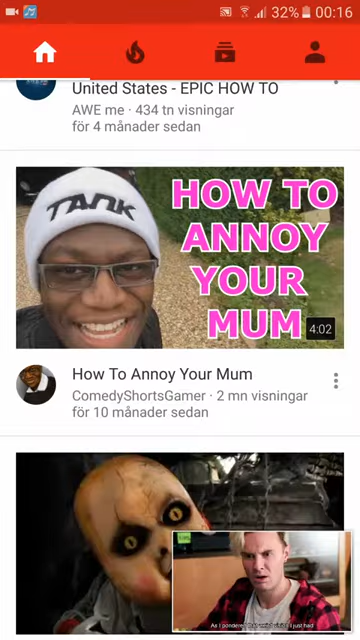 32% 00:16
United States - EPIC HOW TO
AWE me · 434 tn visningar
för 4 månader sedan
TANK
HOW TO
ANNOY
YOUR
MUM
4:02
How To Annoy Your Mum
ComedyShortsGamer · 2 mn visningar
för 10 månader sedan